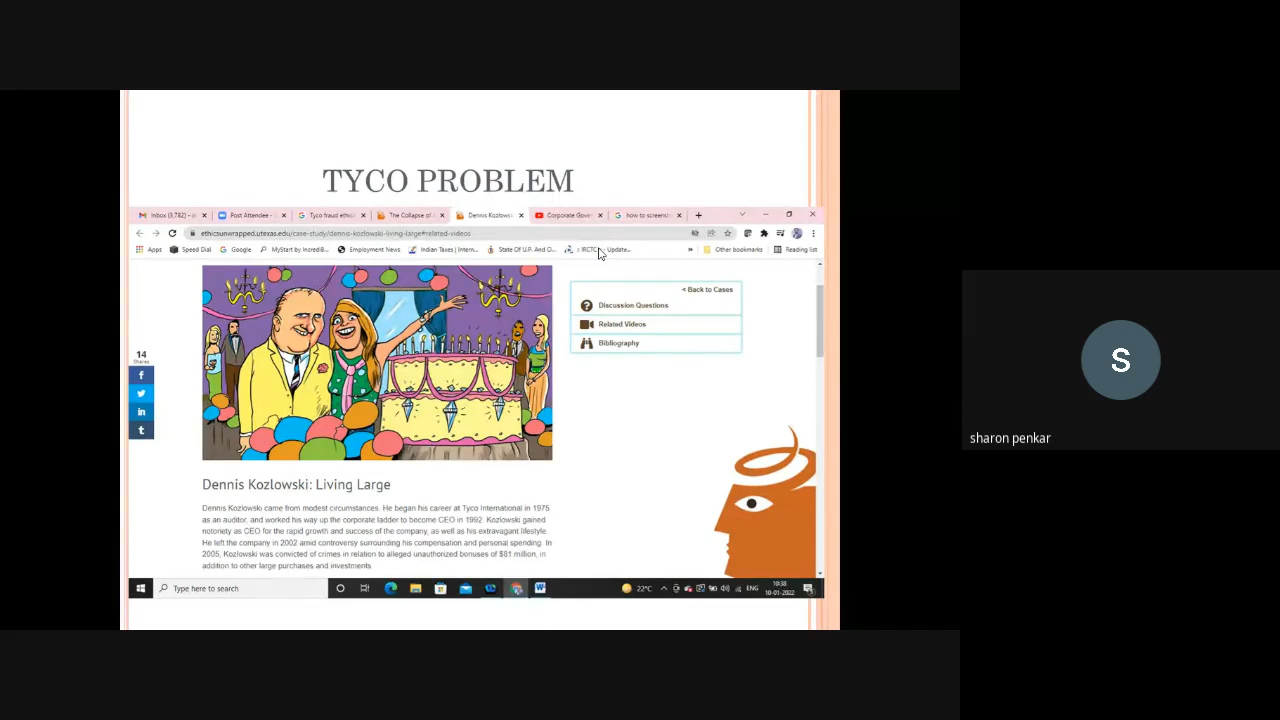 TYCO PROBLEM
Inbox (3,782) -
Post Attendee -
Tyco fraud ethic
The Collapse of
Dennis Kozlows
Corporate Gover
how to screensh
ethicsunwrapped.utexas.edu/case-study/dennis-kozlowski-living-large#related-videos
Apps
Speed Dial
Google
MyStart by IncrediB...
Employment News
Indian Taxes | Intern...
State Of U.P. And O...
: IRCTC Update...
»
Other bookmarks
Reading list
< Back to Cases
Discussion Questions
Related Videos
Bibliography
14
Shares
Dennis Kozlowski: Living Large
Dennis Kozlowski came from modest circumstances. He began his career at Tyco International in 1975
as an auditor, and worked his way up the corporate ladder to become CEO in 1992. Kozlowski gained
notoriety as CEO for the rapid growth and success of the company, as well as his extravagant lifestyle.
He left the company in 2002 amid controversy surrounding his compensation and personal spending. In
2005, Kozlowski was convicted of crimes in relation to alleged unauthorized bonuses of $81 million, in
addition to other large purchases and investments
Type here to search
22°C
ENG
10:38
10-01-2022
S
sharon penkar